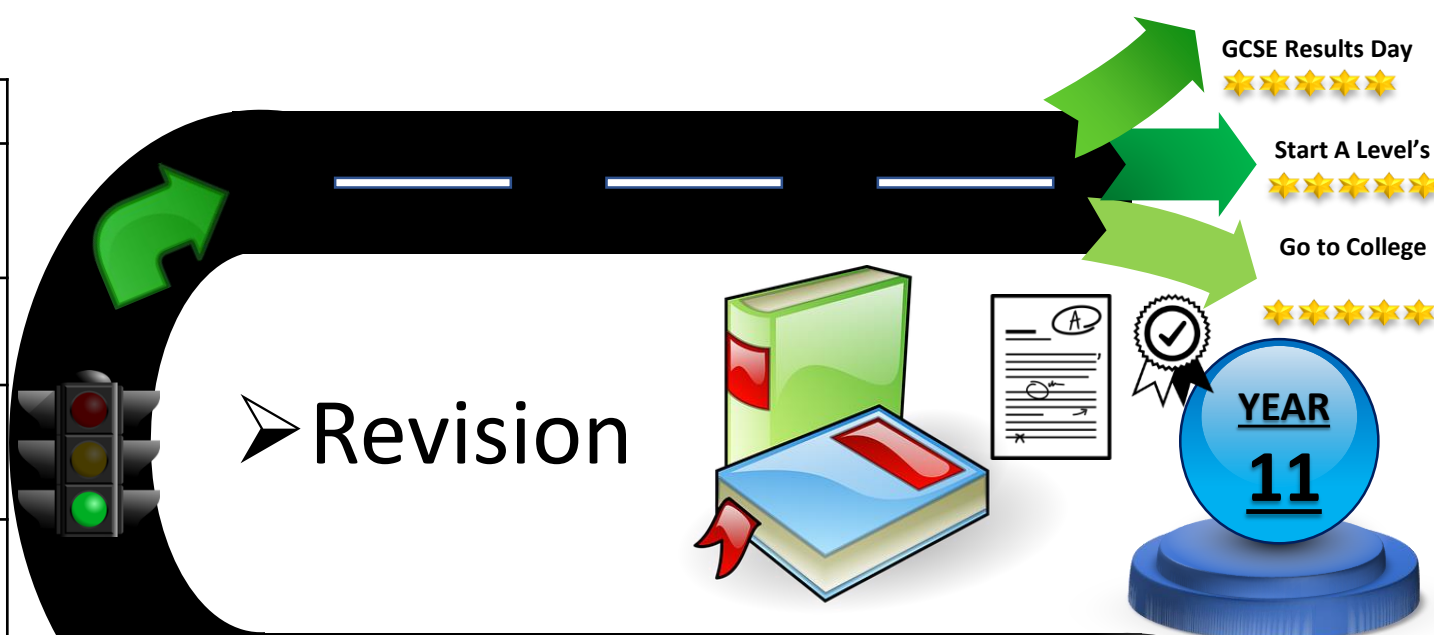 GCSE Results Day
Start A Level's
Go to College
➢Revision
A
YEAR
11